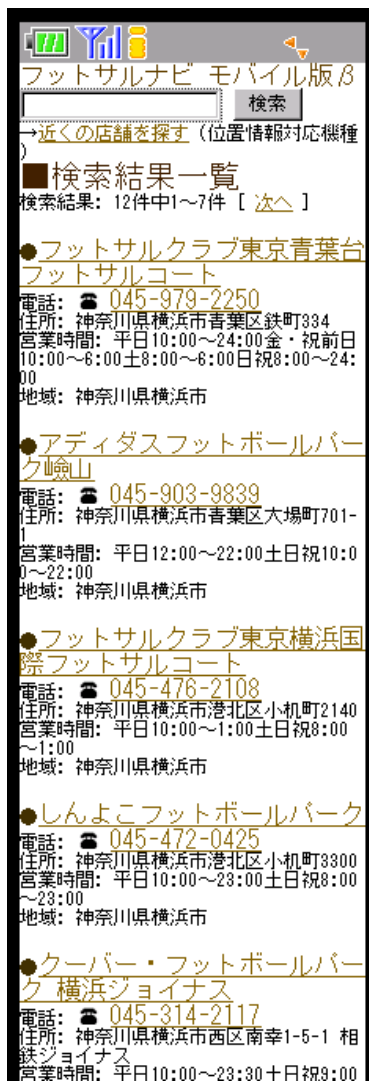 フットサルナビ モバイル版β
検索
→近くの店舗を探す (位置情報対応機種
)
■検索結果一覧
検索結果: 12件中1～7件 [ 次へ ]
●フットサルクラブ東京青葉台
フットサルコート
電話: ☎ 045-979-2250
住所: 神奈川県横浜市青葉区鉄町334
営業時間: 平日10:00～24:00金・祝前日
10:00～6:00土8:00～6:00日祝8:00～24:
00
地域: 神奈川県横浜市
●アディダスフットボールパー
ク嶮山
電話: ☎ 045-903-9839
住所: 神奈川県横浜市青葉区大場町701-
1
営業時間: 平日12:00～22:00土日祝10:0
0～22:00
地域: 神奈川県横浜市
●フットサルクラブ東京横浜国
際フットサルコート
電話: ☎ 045-476-2108
住所: 神奈川県横浜市港北区小机町2140
営業時間: 平日10:00～1:00土日祝8:00
～1:00
地域: 神奈川県横浜市
●しんよこフットボールパーク
電話: ☎ 045-472-0425
住所: 神奈川県横浜市港北区小机町3300
営業時間: 平日10:00～23:00土日祝8:00
～23:00
地域: 神奈川県横浜市
●クーバー・フットボールパー
ク 横浜ジョイナス
電話: ☎ 045-314-2117
住所: 神奈川県横浜市西区南幸1-5-1 相
鉄ジョイナス
営業時間: 平日10:00～23:30土日祝9:00